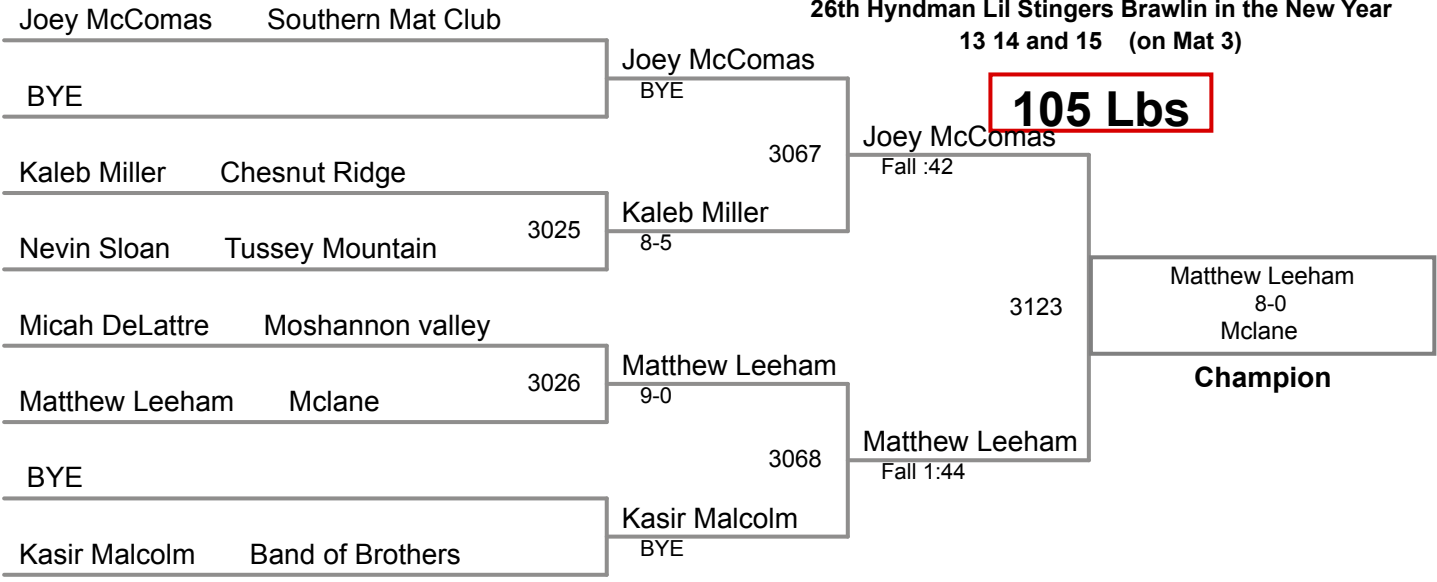 26th Hyndman Lil Stingers Brawlin in the New Year
13 14 and 15 (on Mat 3)
105 Lbs
Joey McComas Southern Mat Club
BYE
Kaleb Miller Chesnut Ridge
Nevin Sloan Tussey Mountain
Micah DeLattre Moshannon valley
Matthew Leeham Mclane
BYE
Kasir Malcolm Band of Brothers
3025
3026
Joey McComas
BYE
Kaleb Miller
8-5
Matthew Leeham
9-0
Kasir Malcolm
BYE
3067
3068
Joey McComas
Fall :42
Matthew Leeham
Fall 1:44
3123
Matthew Leeham
8-0
Mclane
Champion